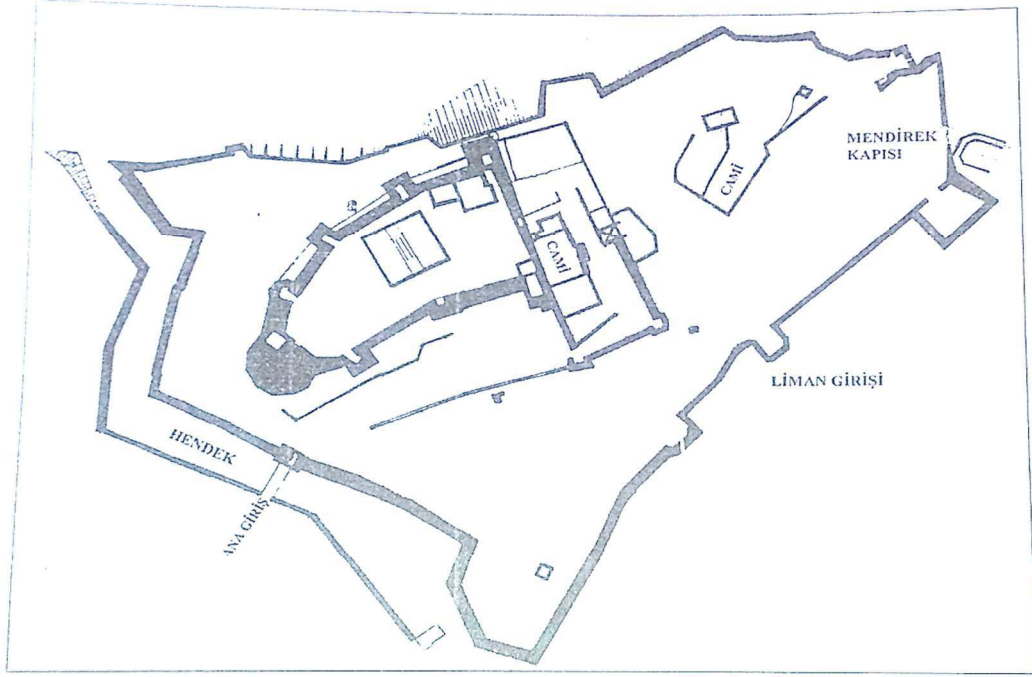 MENDİREK
KAPISI
CAMİ
CAMİ
LİMAN GİRİŞİ
HENDEK
ANA GİRİŞ